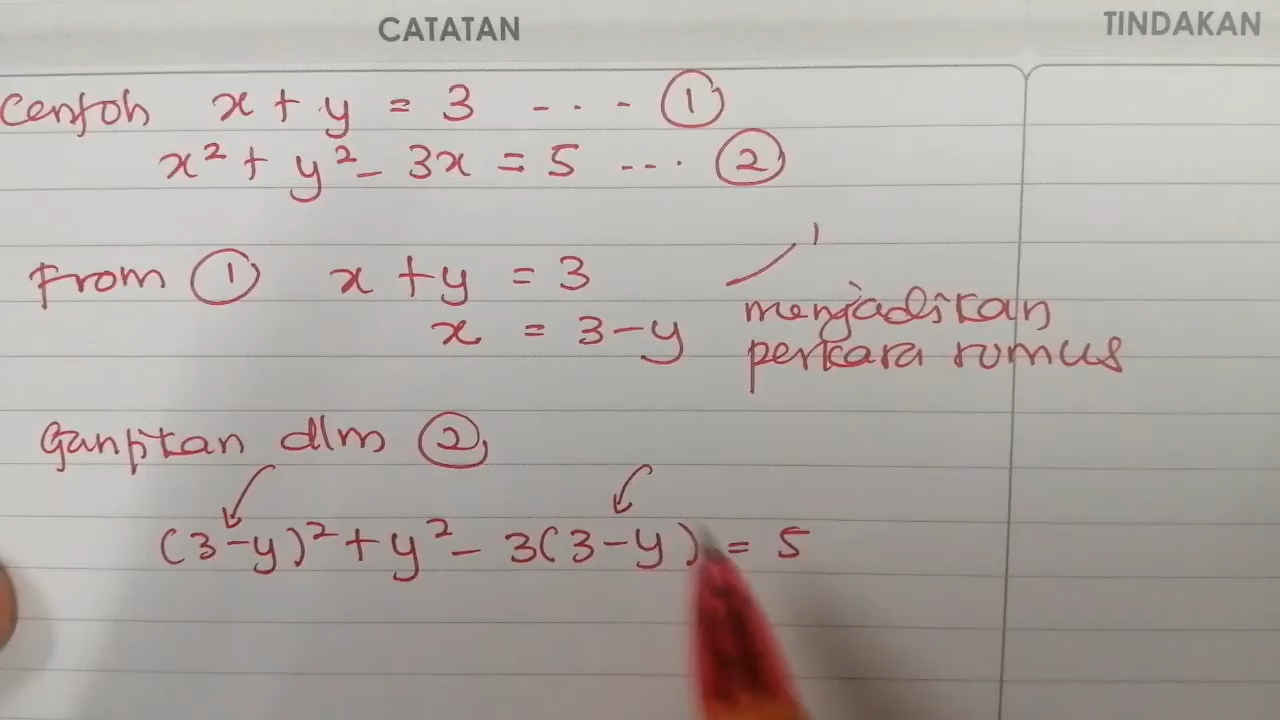 CATATAN
TINDAKAN
Contoh x + y = 3 --- ①
x² + y² - 3x = 5 --- ②
From ① x + y = 3
x = 3 - y
menjadikan
perkara rumus
Gantikan dlm ②
(3-y)² + y² - 3(3-y) = 5